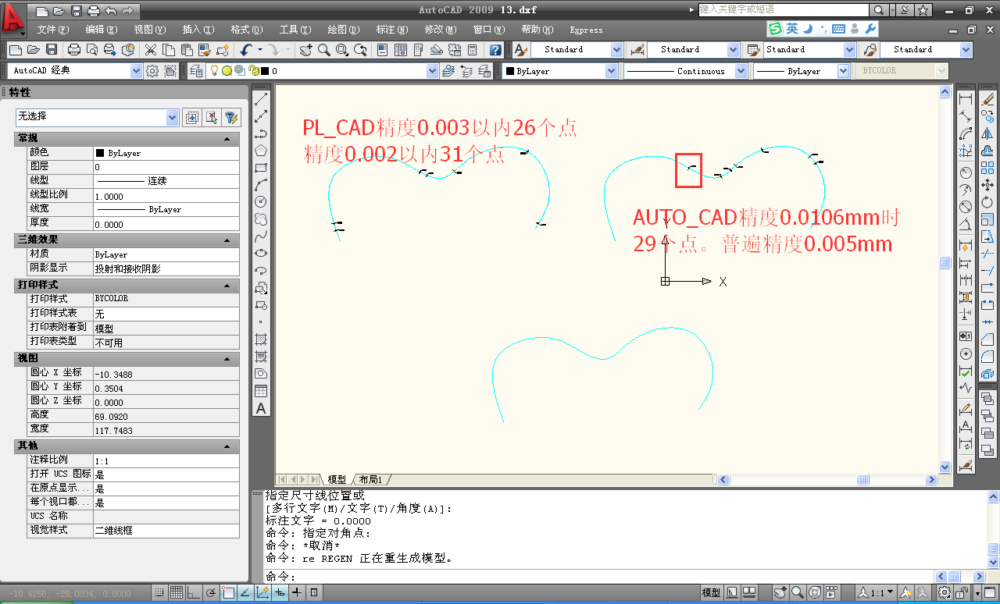 AutoCAD 2009 13.dxf
键入关键字或短语
文件(F) 编辑(E) 视图(V) 插入(I) 格式(O) 工具(T) 绘图(D) 标注(N) 修改(M) 窗口(W) 帮助(H) Express
英
Standard Standard Standard Standard
AutoCAD 经典 0 ByLayer Continuous ByLayer BYCOLOR
特性
无选择
常规
颜色 ByLayer
图层 0
线型 连续
线型比例 1.0000
线宽 ByLayer
厚度 0.0000
三维效果
材质 ByLayer
阴影显示 投射和接收阴影
打印样式
打印样式 BYCOLOR
打印样式表 无
打印表附着到 模型
打印表类型 不可用
视图
圆心 X 坐标 -10.3488
圆心 Y 坐标 0.3504
圆心 Z 坐标 0.0000
高度 69.0920
宽度 117.7483
其他
注释比例 1:1
打开 UCS 图标 是
在原点显示... 是
每个视口都... 是
UCS 名称
视觉样式 二维线框
PL_CAD精度0.003以内26个点
精度0.002以内31个点
AUTO_CAD精度0.0106mm时
29个点。普遍精度0.005mm
Y
X
模型 布局1
指定尺寸线位置或
[多行文字(M)/文字(T)/角度(A)]:
标注文字 = 0.0000
命令: 指定对角点:
命令: *取消*
命令: re REGEN 正在重生成模型。
命令:
-10.4256, -26.0034, 0.0000
模型
1:1